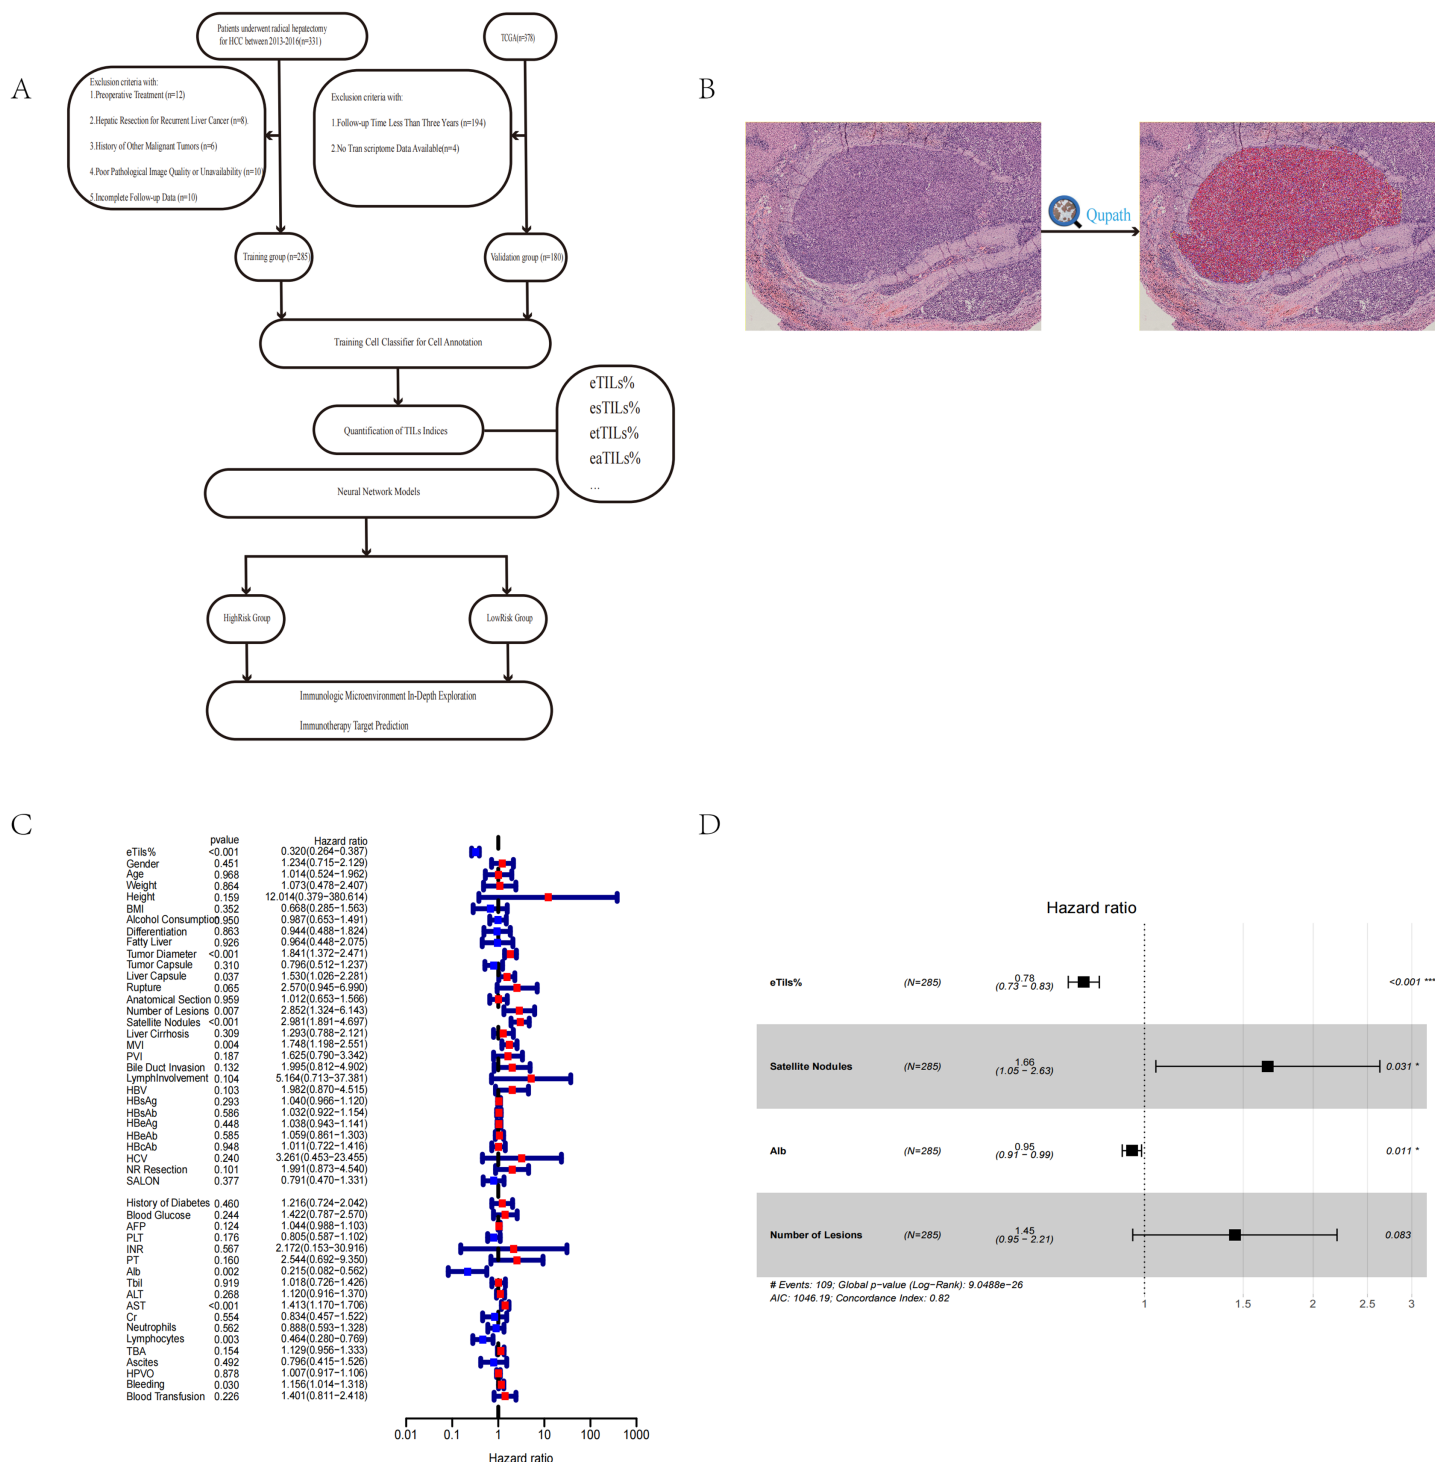 A
Patients underwent radical hepatectomy
for HCC between 2013-2016(n=331)
TCGA(n=378)
Exclusion criteria with:
1.Preoperative Treatment (n=12)
2.Hepatic Resection for Recurrent Liver Cancer (n=8).
3.History of Other Malignant Tumors (n=6)
4.Poor Pathological Image Quality or Unavailability (n=10)
5.Incomplete Follow-up Data (n=10)
Exclusion criteria with:
1.Follow-up Time Less Than Three Years (n=194)
2.No Tran scriptome Data Available(n=4)
Training group (n=285)
Validation group (n=180)
Training Cell Classifier for Cell Annotation
Quantification of TILs Indices
eTILs%
esTILs%
etTILs%
eaTILs%
...
Neural Network Models
HighRisk Group
LowRisk Group
Immunologic Microenvironment In-Depth Exploration
Immunotherapy Target Prediction
B
Qupath
C
pvalue Hazard ratio
eTils% <0.001 0.320(0.264−0.387)
Gender 0.451 1.234(0.715−2.129)
Age 0.968 1.014(0.524−1.962)
Weight 0.864 1.073(0.478−2.407)
Height 0.159 12.014(0.379−380.614)
BMI 0.352 0.668(0.285−1.563)
Alcohol Consumption 0.950 0.987(0.653−1.491)
Differentiation 0.863 0.944(0.488−1.824)
Fatty Liver 0.926 0.964(0.448−2.075)
Tumor Diameter <0.001 1.841(1.372−2.471)
Tumor Capsule 0.310 0.796(0.512−1.237)
Liver Capsule 0.037 1.530(1.026−2.281)
Rupture 0.065 2.570(0.945−6.990)
Anatomical Section 0.959 1.012(0.653−1.566)
Number of Lesions 0.007 2.852(1.324−6.143)
Satellite Nodules <0.001 2.981(1.891−4.697)
Liver Cirrhosis 0.309 1.293(0.788−2.121)
MVI 0.004 1.748(1.198−2.551)
PVI 0.187 1.625(0.790−3.342)
Bile Duct Invasion 0.132 1.995(0.812−4.902)
LymphInvolvement 0.104 5.164(0.713−37.381)
HBV 0.103 1.982(0.870−4.515)
HBsAg 0.293 1.040(0.966−1.120)
HBsAb 0.586 1.032(0.922−1.154)
HBeAg 0.448 1.038(0.943−1.141)
HBeAb 0.585 1.059(0.861−1.303)
HBcAb 0.948 1.011(0.722−1.416)
HCV 0.240 3.261(0.453−23.455)
NR Resection 0.101 1.991(0.873−4.540)
SALON 0.377 0.791(0.470−1.331)
History of Diabetes 0.460 1.216(0.724−2.042)
Blood Glucose 0.244 1.422(0.787−2.570)
AFP 0.124 1.044(0.988−1.103)
PLT 0.176 0.805(0.587−1.102)
INR 0.567 2.172(0.153−30.916)
PT 0.160 2.544(0.692−9.350)
Alb 0.002 0.215(0.082−0.562)
Tbil 0.919 1.018(0.726−1.426)
ALT 0.268 1.120(0.916−1.370)
AST <0.001 1.413(1.170−1.706)
Cr 0.554 0.834(0.457−1.522)
Neutrophils 0.562 0.888(0.593−1.328)
Lymphocytes 0.003 0.464(0.280−0.769)
TBA 0.154 1.129(0.956−1.333)
Ascites 0.492 0.796(0.415−1.526)
HPVO 0.878 1.007(0.917−1.106)
Bleeding 0.030 1.156(1.014−1.318)
Blood Transfusion 0.226 1.401(0.811−2.418)
0.01 0.1 1 10 100 1000
Hazard ratio
D
Hazard ratio
eTils% (N=285) 0.78 (0.73 − 0.83) <0.001 ***
Satellite Nodules (N=285) 1.66 (1.05 − 2.63) 0.031 *
Alb (N=285) 0.95 (0.91 − 0.99) 0.011 *
Number of Lesions (N=285) 1.45 (0.95 − 2.21) 0.083
# Events: 109; Global p−value (Log−Rank): 9.0488e−26
AIC: 1046.19; Concordance Index: 0.82
1 1.5 2 2.5 3